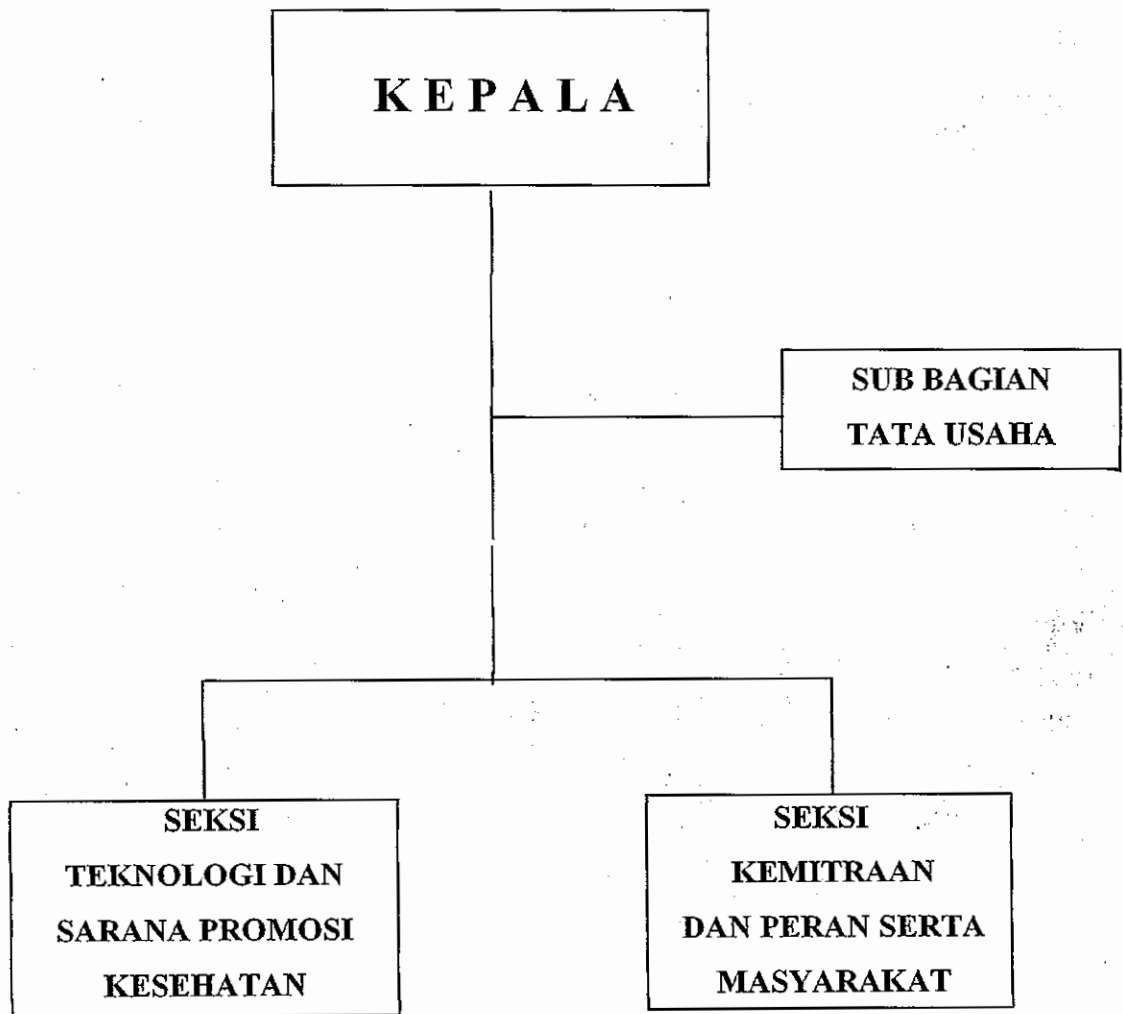 K E P A L A
SUB BAGIAN
TATA USAHA
SEKSI
TEKNOLOGI DAN
SARANA PROMOSI
KESEHATAN
SEKSI
KEMITRAAN
DAN PERAN SERTA
MASYARAKAT